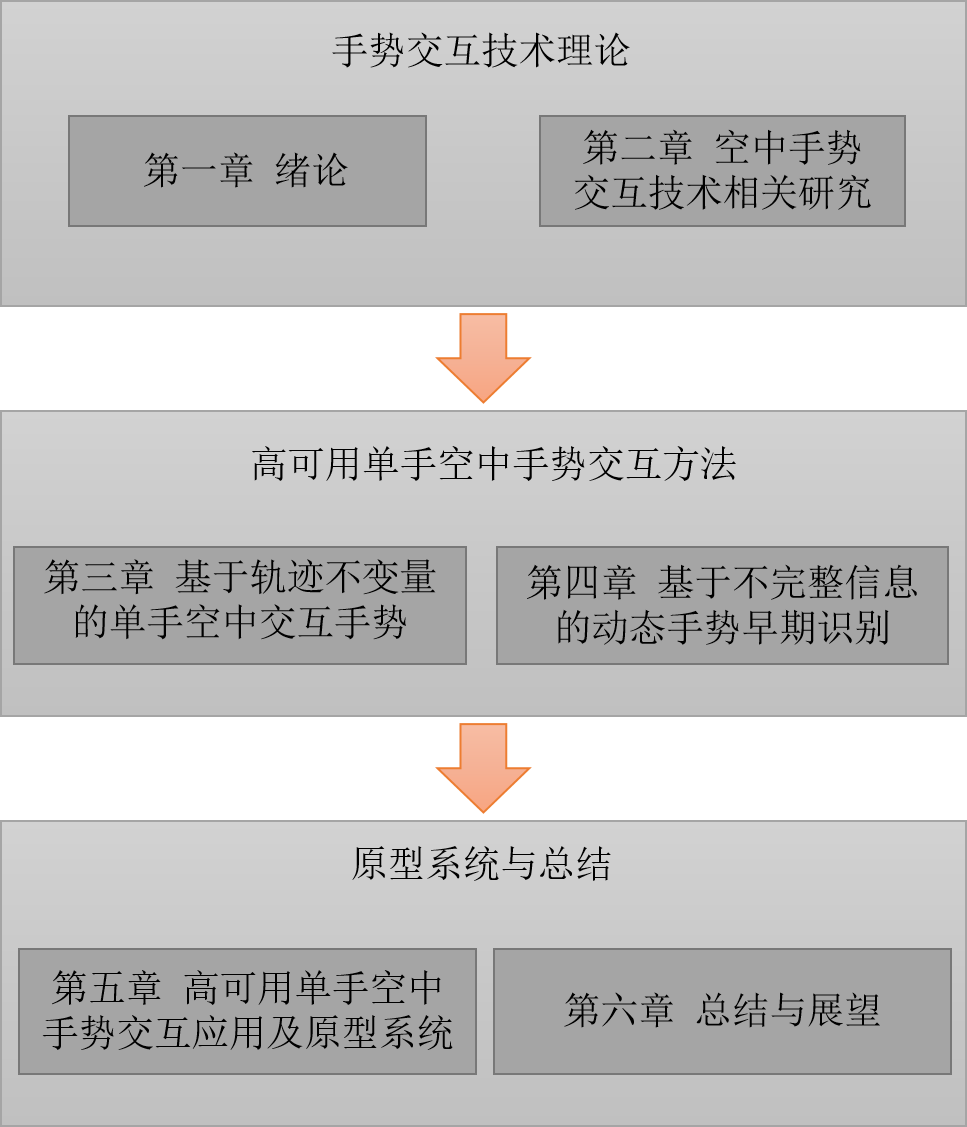 手势交互技术理论
第一章 绪论
第二章 空中手势
交互技术相关研究
高可用单手空中手势交互方法
第三章 基于轨迹不变量
的单手空中交互手势
第四章 基于不完整信息
的动态手势早期识别
原型系统与总结
第五章 高可用单手空中
手势交互应用及原型系统
第六章 总结与展望